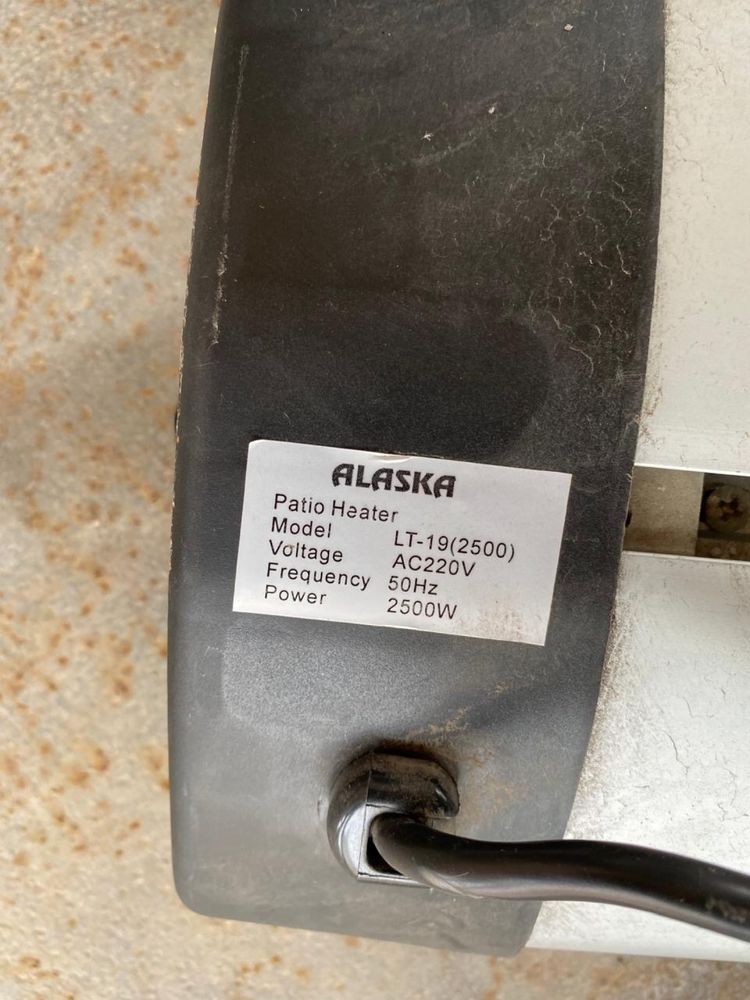 ALASKA
Patio Heater
Model LT-19(2500)
Voltage AC220V
Frequency 50Hz
Power 2500W